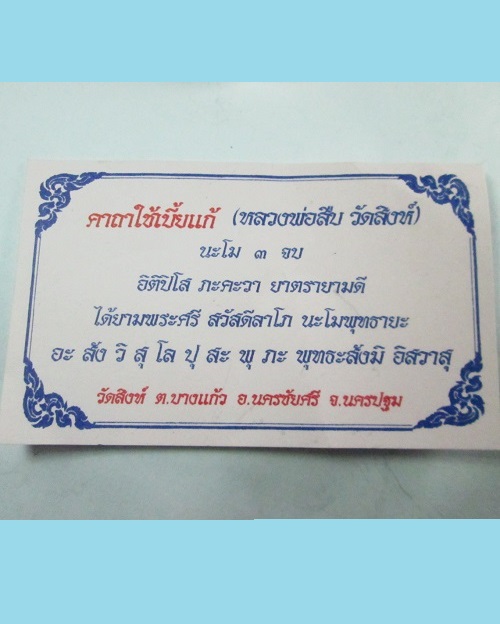 คาถาใช้เบี้ยแก้ (หลวงพ่อสืบ วัดสิงห์)
นะโม ๓ จบ
อิติปิโส ภะคะวา ยาตรายามดี
ได้ยามพระศรี สวัสดีลาโภ นะโมพุทธายะ
อะ สัง วิ สุ โล ปุ สะ พุ ภะ พุทธะสังมิ อิสวาสุ
วัดสิงห์ ต.บางแก้ว อ.นครชัยศรี จ.นครปฐม